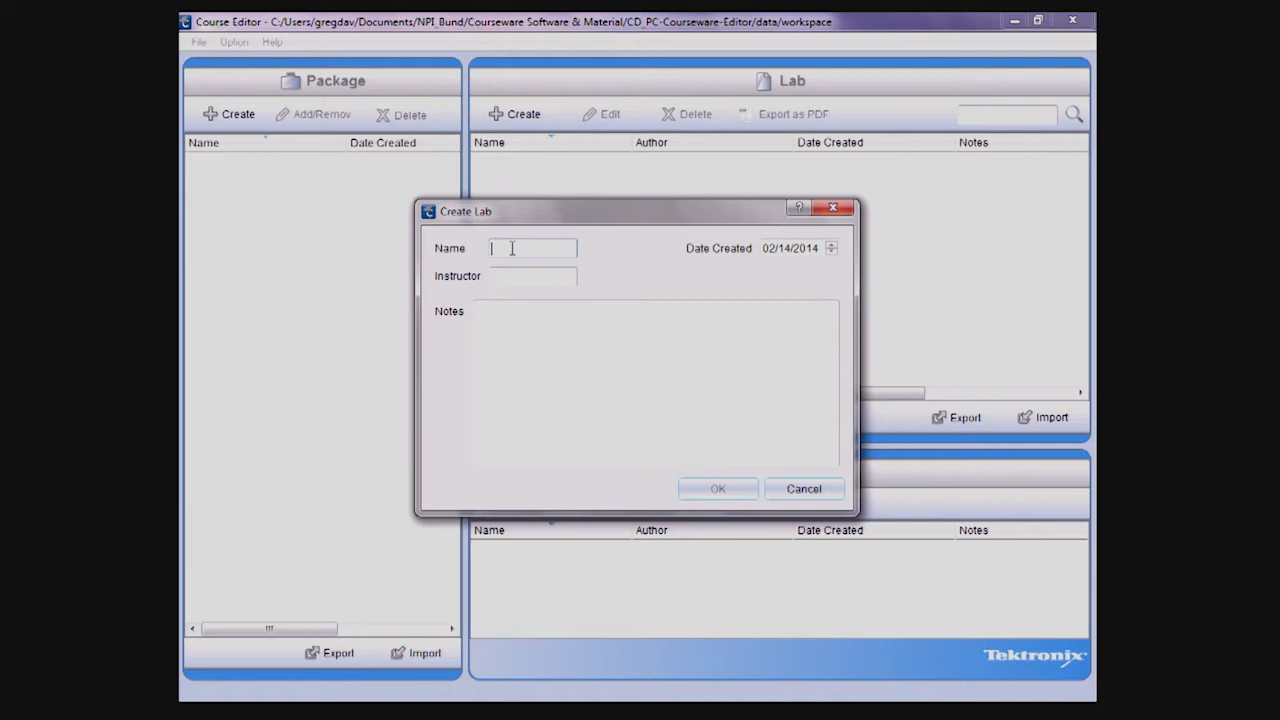 Course Editor - C:/Users/gregdav/Documents/NPI_Bund/Courseware Software & Material/CD_PC-Courseware-Editor/data/workspace
File Option Help
Package
Create Add/Remov Delete
Name Date Created
Lab
Create Edit Delete Export as PDF
Name Author Date Created Notes
Create Lab
Name Date Created 02/14/2014
Instructor
Notes
OK Cancel
Export Import
Name Author Date Created Notes
Export Import
Tektronix